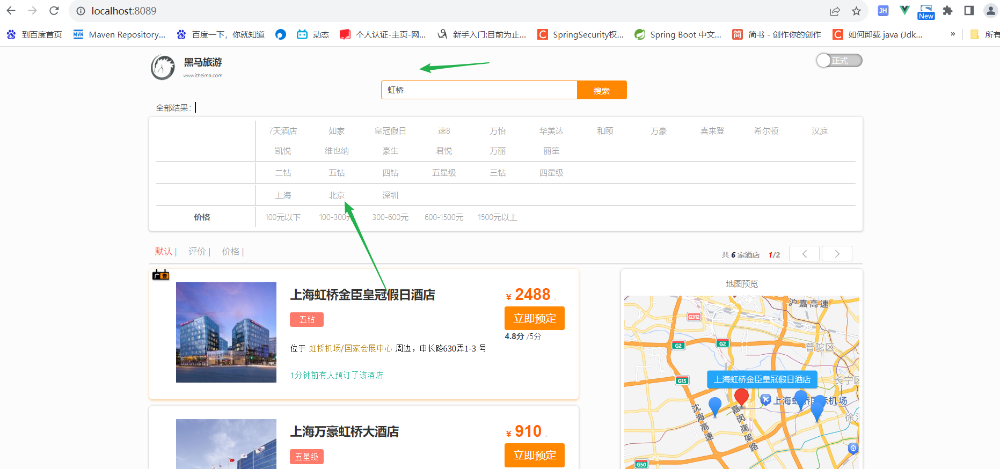 localhost:8089
JH
New
到百度首页
Maven Repository...
百度一下，你就知道
动态
个人认证-主页-网...
新手入门:目前为止...
SpringSecurity权...
Spring Boot 中文...
简书 - 创作你的创作
如何卸载 java (Jdk...
»
所有
黑马旅游
www.itheima.com
正式
虹桥
搜索
全部结果:
7天酒店 如家 皇冠假日 速8 万怡 华美达 和颐 万豪 喜来登 希尔顿 汉庭
凯悦 维也纳 豪生 君悦 万丽 丽笙
二钻 五钻 四钻 五星级 三钻 四星级
上海 北京 深圳
价格 100元以下 100-300元 300-600元 600-1500元 1500元以上
默认 | 评价 | 价格 |
共 6 家酒店 1/2
广告
上海虹桥金臣皇冠假日酒店
¥ 2488
五钻
立即预定
4.8分 /5分
位于 虹桥机场/国家会展中心 周边，申长路630弄1-3 号
1分钟前有人预订了该酒店
上海万豪虹桥大酒店
¥ 910
五星级
立即预定
地图预览
沪嘉高速
G312
G2
G2
普陀区
G15
上海虹桥金臣皇冠假日酒店
长宁区
上海虹桥国际机场
沈海高速
嘉闵高架路
徐汇
G50